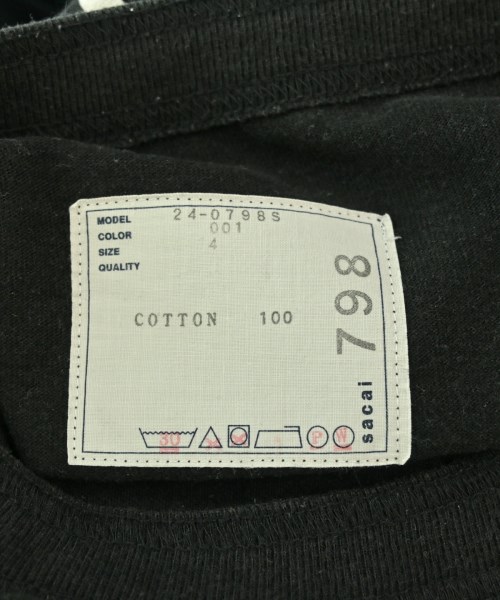 MODEL 24-0798S
COLOR 001
SIZE 4
QUALITY
COTTON 100
30
P W
sacai 798